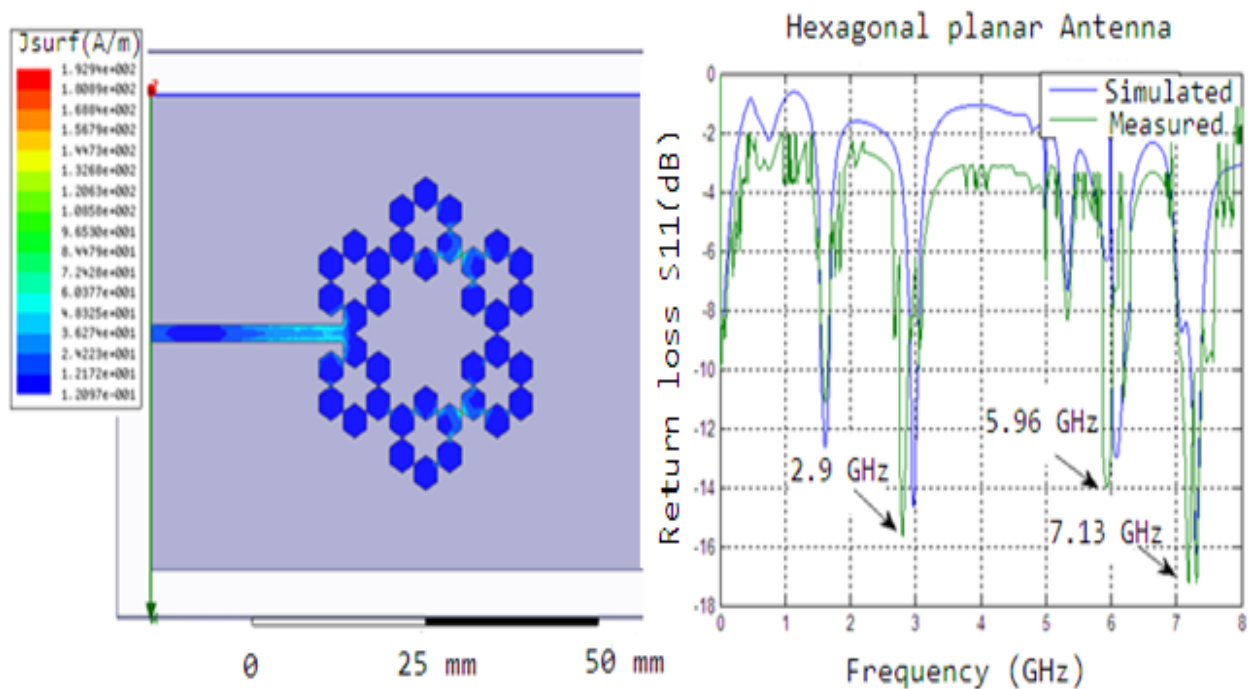 Jsurf(A/m)
1.9294e+002
1.8089e+002
1.6884e+002
1.5679e+002
1.4473e+002
1.3268e+002
1.2063e+002
1.0858e+002
9.6530e+001
8.4479e+001
7.2428e+001
6.0377e+001
4.8325e+001
3.6274e+001
2.4223e+001
1.2172e+001
1.2097e-001
0 25 mm 50 mm
Hexagonal planar Antenna
Simulated
Measured
Return loss S11(dB)
0
-2
-4
-6
-8
-10
-12
-14
-16
-18
2.9 GHz
5.96 GHz
7.13 GHz
0 1 2 3 4 5 6 7 8
Frequency (GHz)